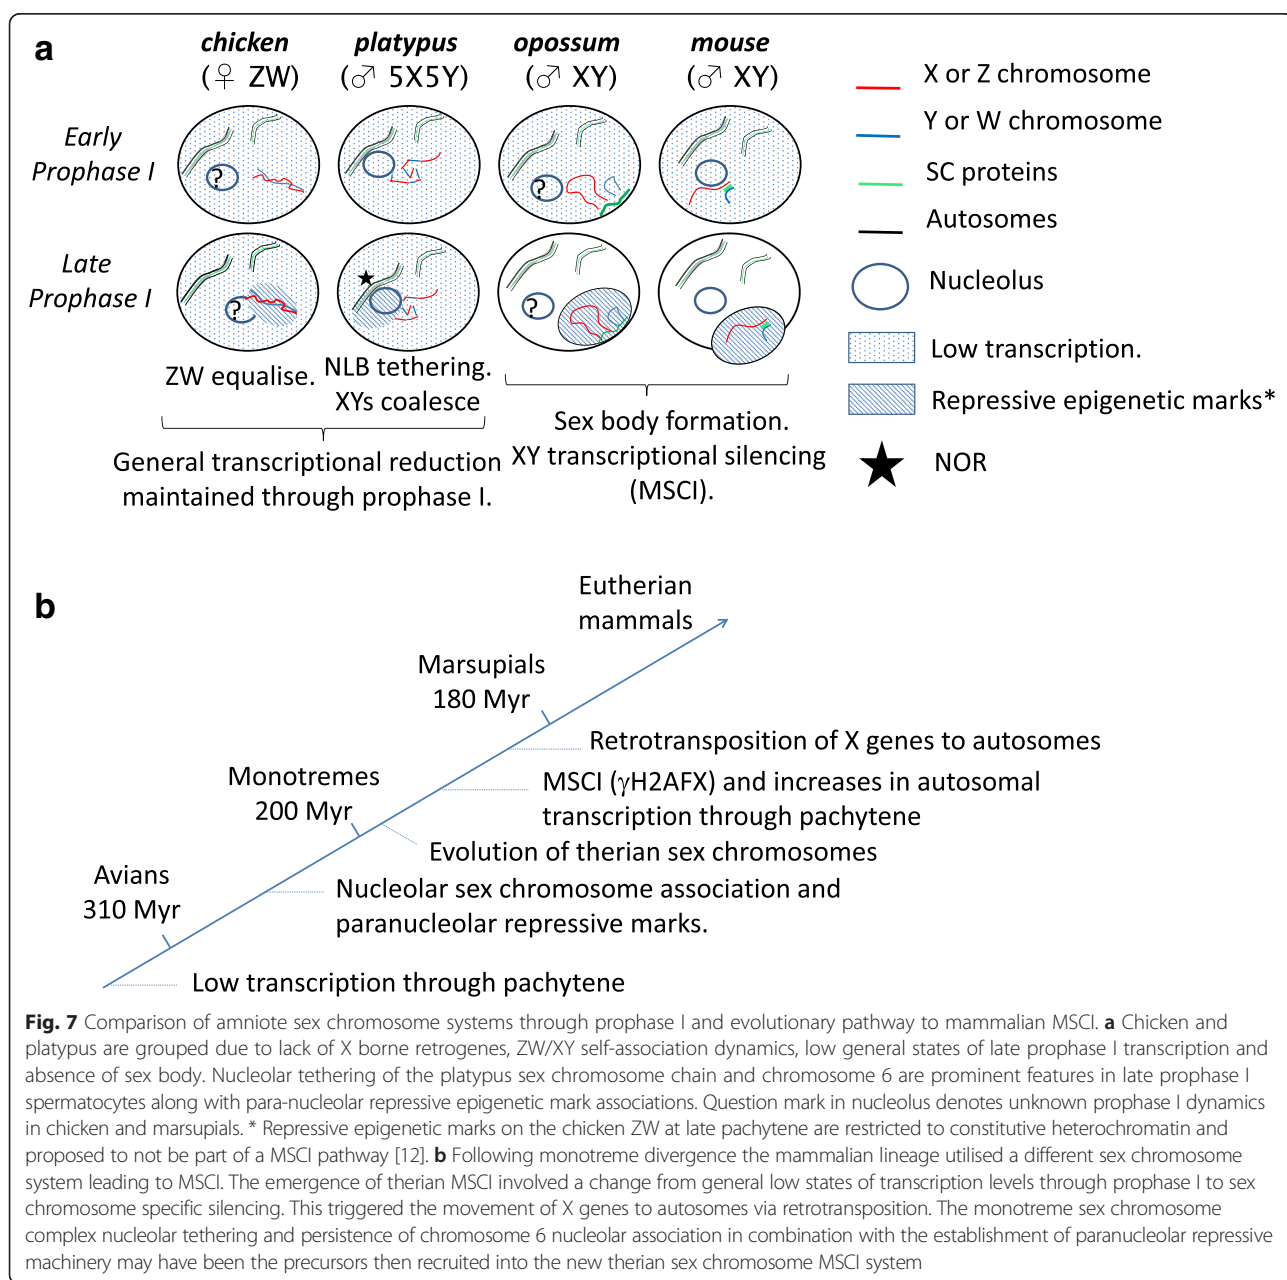 a
chicken
(♀ ZW)
platypus
(♂ 5X5Y)
opossum
(♂ XY)
mouse
(♂ XY)
Early
Prophase I
?
?
Late
Prophase I
?
?
ZW equalise.
NLB tethering.
XYs coalesce
General transcriptional reduction
maintained through prophase I.
Sex body formation.
XY transcriptional silencing
(MSCI).
X or Z chromosome
Y or W chromosome
SC proteins
Autosomes
Nucleolus
Low transcription.
Repressive epigenetic marks*
NOR
b
Eutherian
mammals
Marsupials
180 Myr
Retrotransposition of X genes to autosomes
Monotremes
200 Myr
MSCI (γH2AFX) and increases in autosomal
transcription through pachytene
Evolution of therian sex chromosomes
Avians
310 Myr
Nucleolar sex chromosome association and
paranucleolar repressive marks.
Low transcription through pachytene
Fig. 7 Comparison of amniote sex chromosome systems through prophase I and evolutionary pathway to mammalian MSCI. a Chicken and
platypus are grouped due to lack of X borne retrogenes, ZW/XY self-association dynamics, low general states of late prophase I transcription and
absence of sex body. Nucleolar tethering of the platypus sex chromosome chain and chromosome 6 are prominent features in late prophase I
spermatocytes along with para-nucleolar repressive epigenetic mark associations. Question mark in nucleolus denotes unknown prophase I dynamics
in chicken and marsupials. * Repressive epigenetic marks on the chicken ZW at late pachytene are restricted to constitutive heterochromatin and
proposed to not be part of a MSCI pathway [12]. b Following monotreme divergence the mammalian lineage utilised a different sex chromosome
system leading to MSCI. The emergence of therian MSCI involved a change from general low states of transcription levels through prophase I to sex
chromosome specific silencing. This triggered the movement of X genes to autosomes via retrotransposition. The monotreme sex chromosome
complex nucleolar tethering and persistence of chromosome 6 nucleolar association in combination with the establishment of paranucleolar repressive
machinery may have been the precursors then recruited into the new therian sex chromosome MSCI system